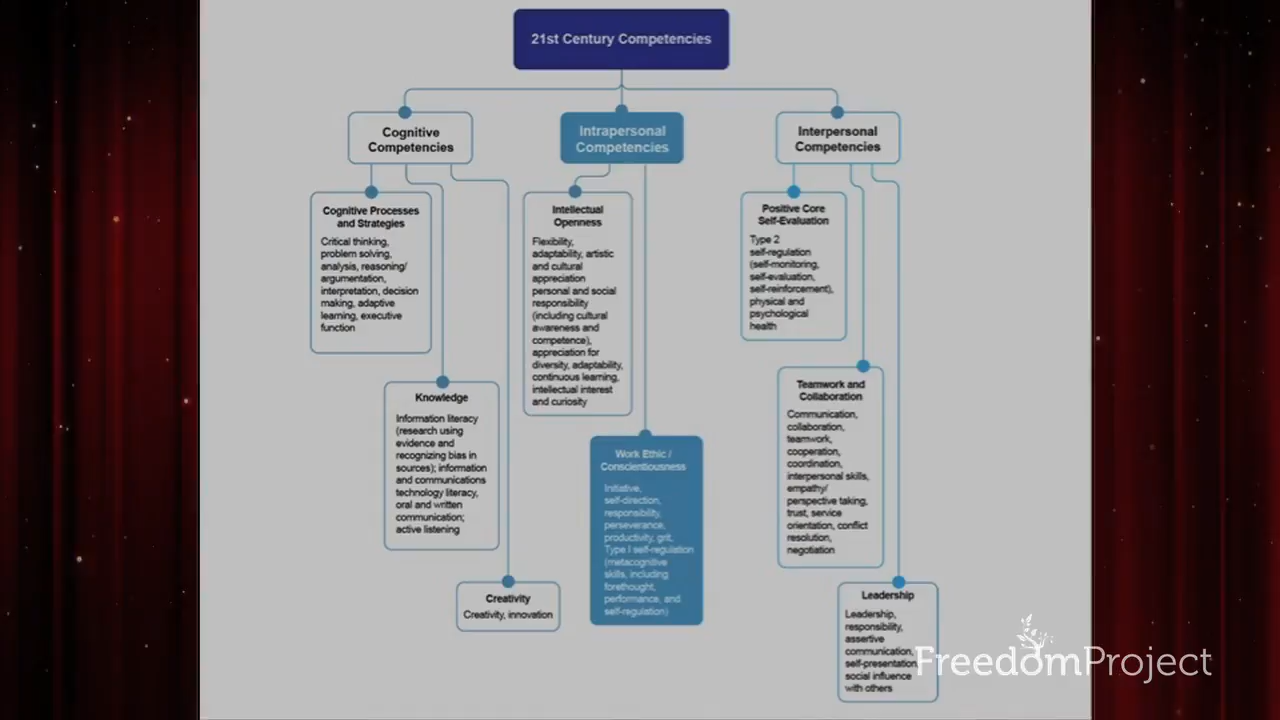 21st Century Competencies
Cognitive
Competencies
Intrapersonal
Competencies
Interpersonal
Competencies
Cognitive Processes
and Strategies
Critical thinking,
problem solving,
analysis, reasoning/
argumentation,
interpretation, decision
making, adaptive
learning, executive
function
Knowledge
Information literacy
(research using
evidence and
recognizing bias in
sources); information
and communications
technology literacy,
oral and written
communication;
active listening
Creativity
Creativity, innovation
Intellectual
Openness
Flexibility,
adaptability, artistic
and cultural
appreciation
personal and social
responsibility
(including cultural
awareness and
competence),
appreciation for
diversity, adaptability,
continuous learning,
intellectual interest
and curiosity
Work Ethic /
Conscientiousness
Initiative,
self-direction,
responsibility,
perseverance,
productivity, grit,
Type I self-regulation
(metacognitive
skills, including
forethought,
performance, and
self-regulation)
Positive Core
Self-Evaluation
Type 2
self-regulation
(self-monitoring,
self-evaluation,
self-reinforcement),
physical and
psychological
health
Teamwork and
Collaboration
Communication,
collaboration,
teamwork,
cooperation,
coordination,
interpersonal skills,
empathy/
perspective taking,
trust, service
orientation, conflict
resolution,
negotiation
Leadership
Leadership,
responsibility,
assertive
communication,
self-presentation,
social influence
with others
FreedomProject